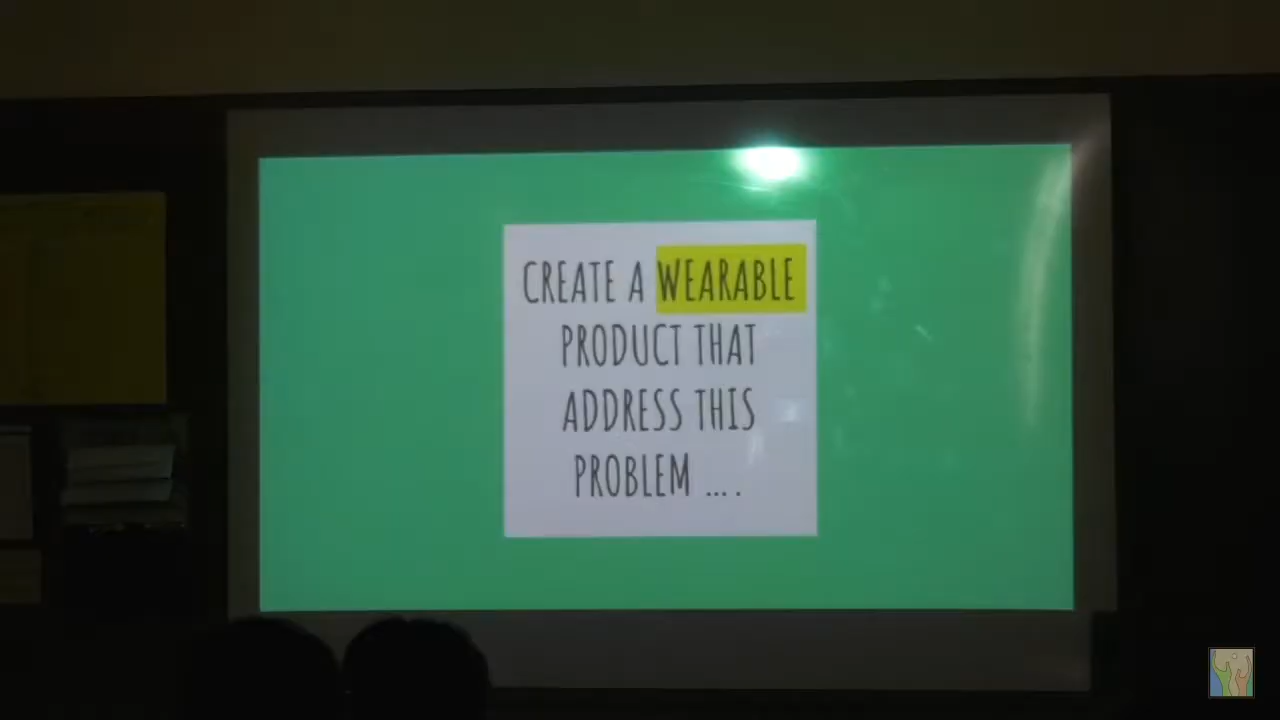 CREATE A WEARABLE
PRODUCT THAT
ADDRESS THIS
PROBLEM ....